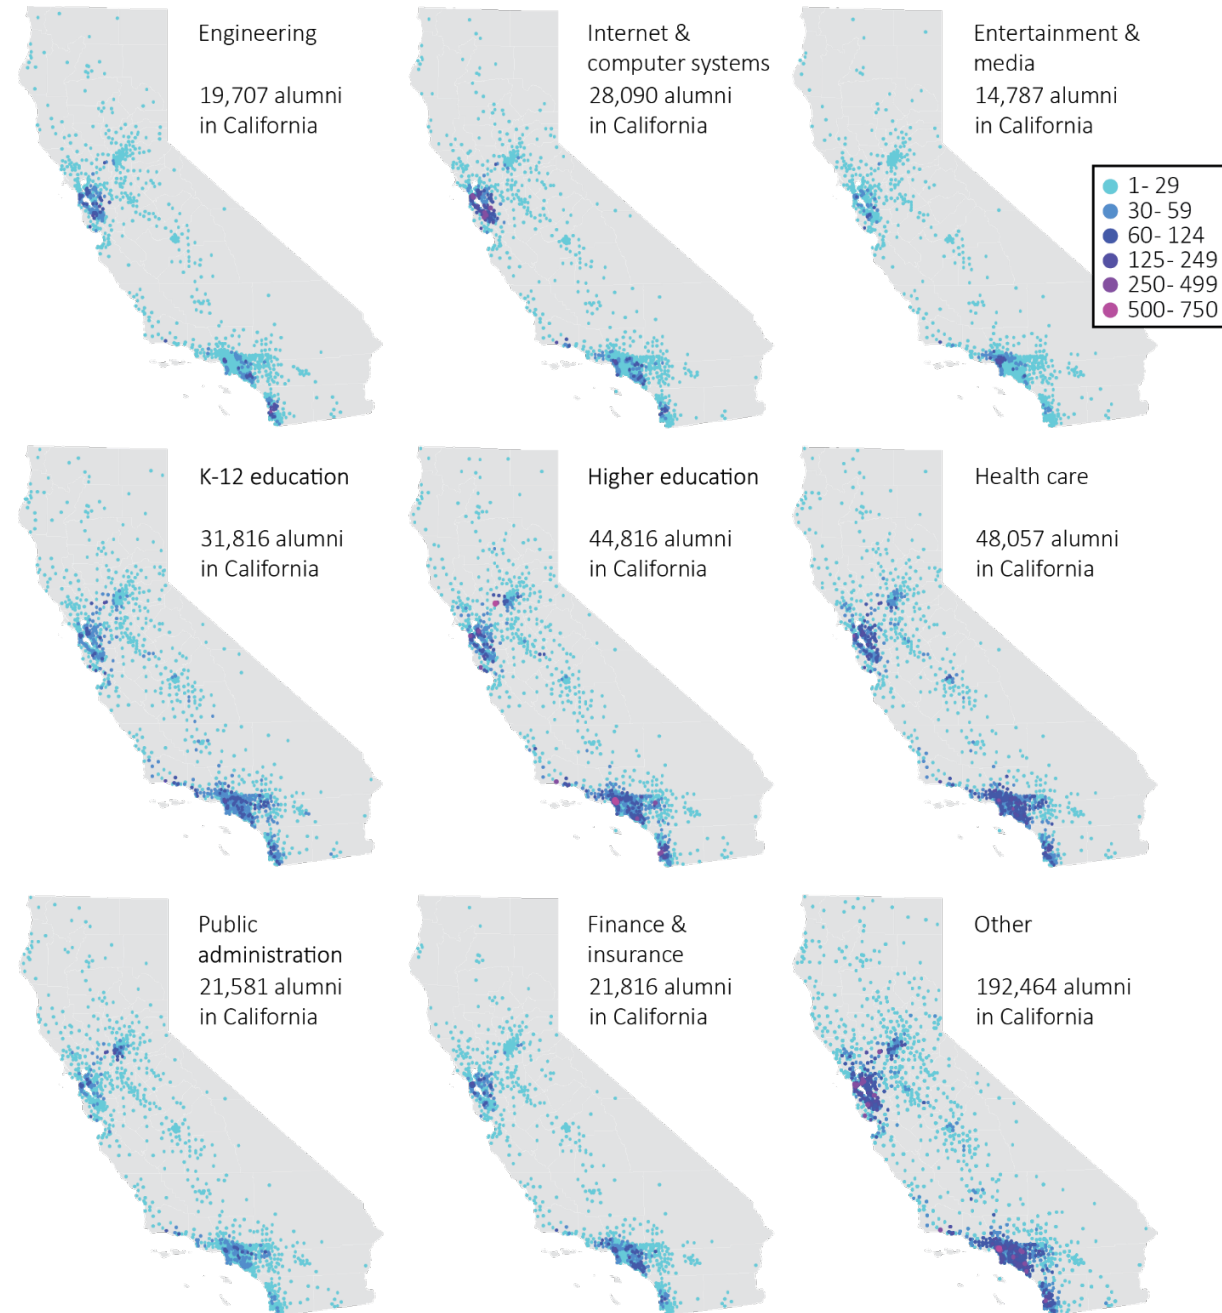 Engineering
19,707 alumni
in California
Internet &
computer systems
28,090 alumni
in California
Entertainment &
media
14,787 alumni
in California
1- 29
30- 59
60- 124
125- 249
250- 499
500- 750
K-12 education
31,816 alumni
in California
Higher education
44,816 alumni
in California
Health care
48,057 alumni
in California
Public
administration
21,581 alumni
in California
Finance &
insurance
21,816 alumni
in California
Other
192,464 alumni
in California